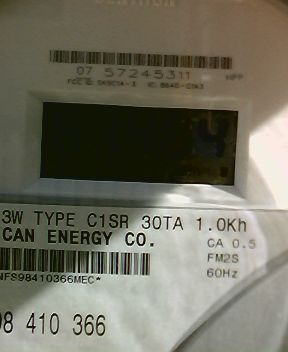 07 57245311
3W TYPE C1SR 30TA 1.0Kh
CAN ENERGY CO.
CA 0.5
FM2S
60Hz
NFS98410366MEC*
98 410 366